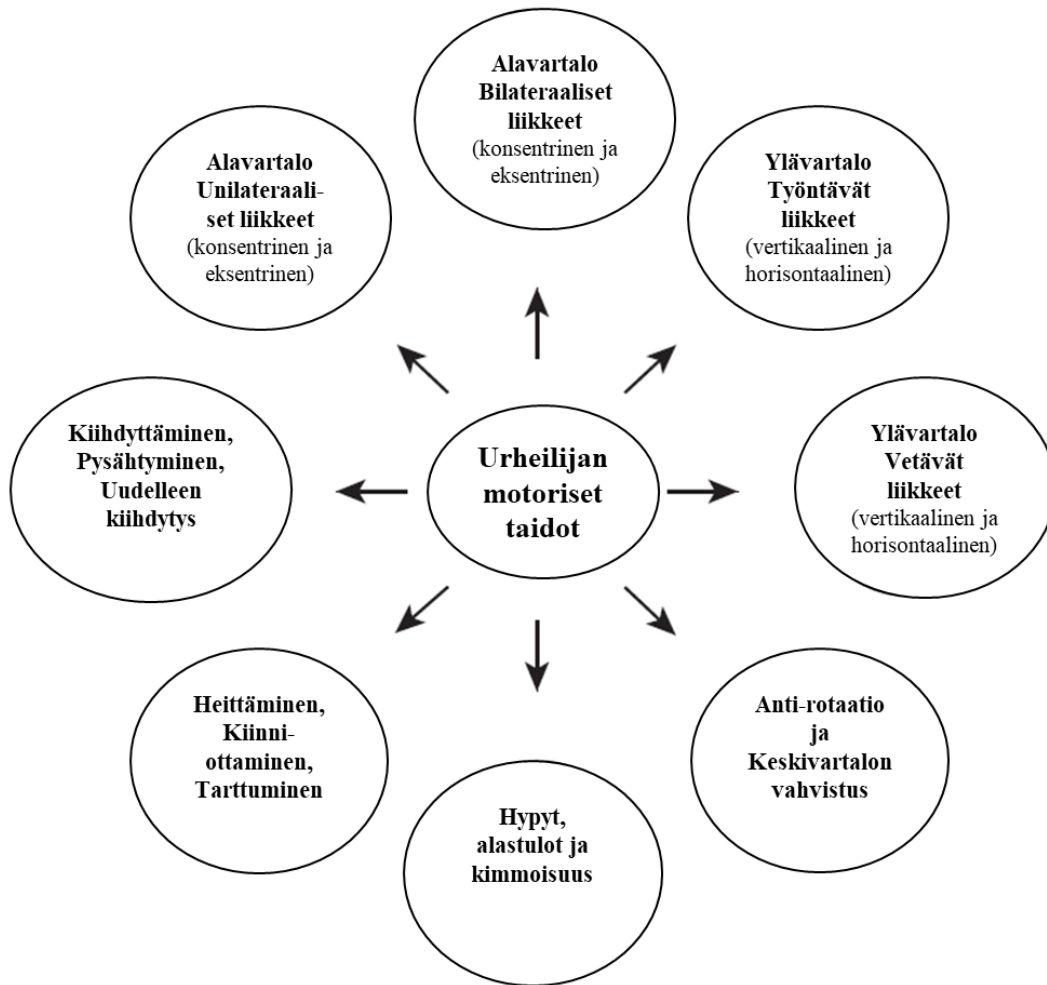 Alavartalo
Bilateraaliset
liikkeet
(konsentrinen ja
eksentrinen)
Alavartalo
Unilateraali-
set liikkeet
(konsentrinen ja
eksentrinen)
Ylävartalo
Työntävät
liikkeet
(vertikaalinen ja
horisontaalinen)
Kiihdyttäminen,
Pysähtyminen,
Uudelleen
kiihdytys
Urheilijan
motoriset
taidot
Ylävartalo
Vetävät
liikkeet
(vertikaalinen ja
horisontaalinen)
Heittäminen,
Kiinni-
ottaminen,
Tarttuminen
Hypyt,
alastulot ja
kimmoisuus
Anti-rotaatio
ja
Keskivartalon
vahvistus